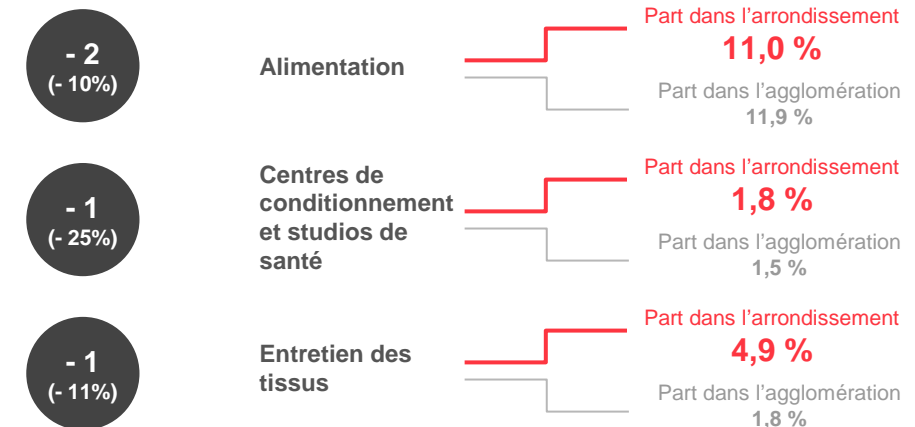 - 2
(- 10%)
Alimentation
Part dans l'arrondissement
11,0 %
Part dans l'agglomération
11,9 %
- 1
(- 25%)
Centres de
conditionnement
et studios de
santé
Part dans l'arrondissement
1,8 %
Part dans l'agglomération
1,5 %
- 1
(- 11%)
Entretien des
tissus
Part dans l'arrondissement
4,9 %
Part dans l'agglomération
1,8 %